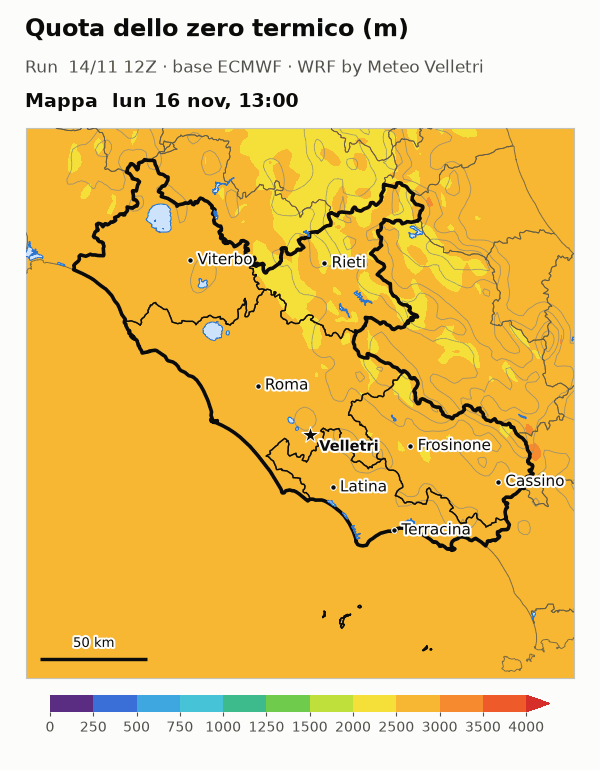 Quota dello zero termico (m)
Run  14/11 12Z · base ECMWF · WRF by Meteo Velletri
Mappa  lun 16 nov, 13:00
Viterbo
Rieti
Roma
Velletri
Frosinone
Cassino
Latina
Terracina
50 km
0 250 500 750 1000 1250 1500 2000 2500 3000 3500 4000